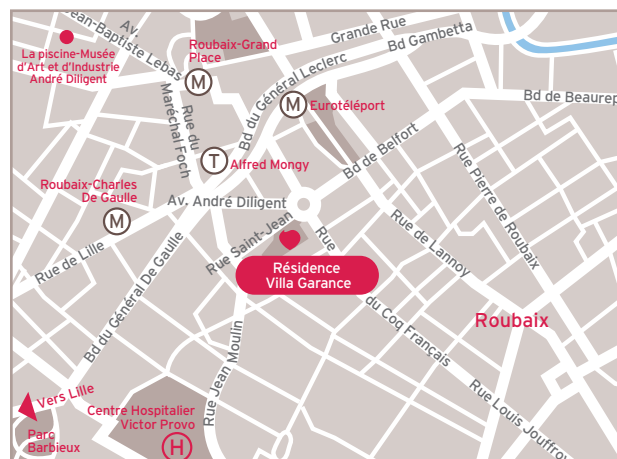 Av.
Jean-Baptiste Lebas
La piscine-Musée
d'Art et d'Industrie
André Diligent
Roubaix-Grand
Place
M
Grande Rue
Bd Gambetta
Bd du Général Leclerc
M
Eurotéléport
Bd de Beaurep
Rue du
Maréchal Foch
T
Alfred Mongy
Bd de Belfort
Rue Pierre de Roubaix
Roubaix-Charles
De Gaulle
M
Av. André Diligent
Rue de Lille
Rue Saint-Jean
Rue de Lannoy
Résidence
Villa Garance
Bd du Général De Gaulle
Rue
du Coq Français
Roubaix
Rue Jean Moulin
Rue Louis Jouffroy
Vers Lille
Parc
Barbieux
Centre Hospitalier
Victor Provo
H